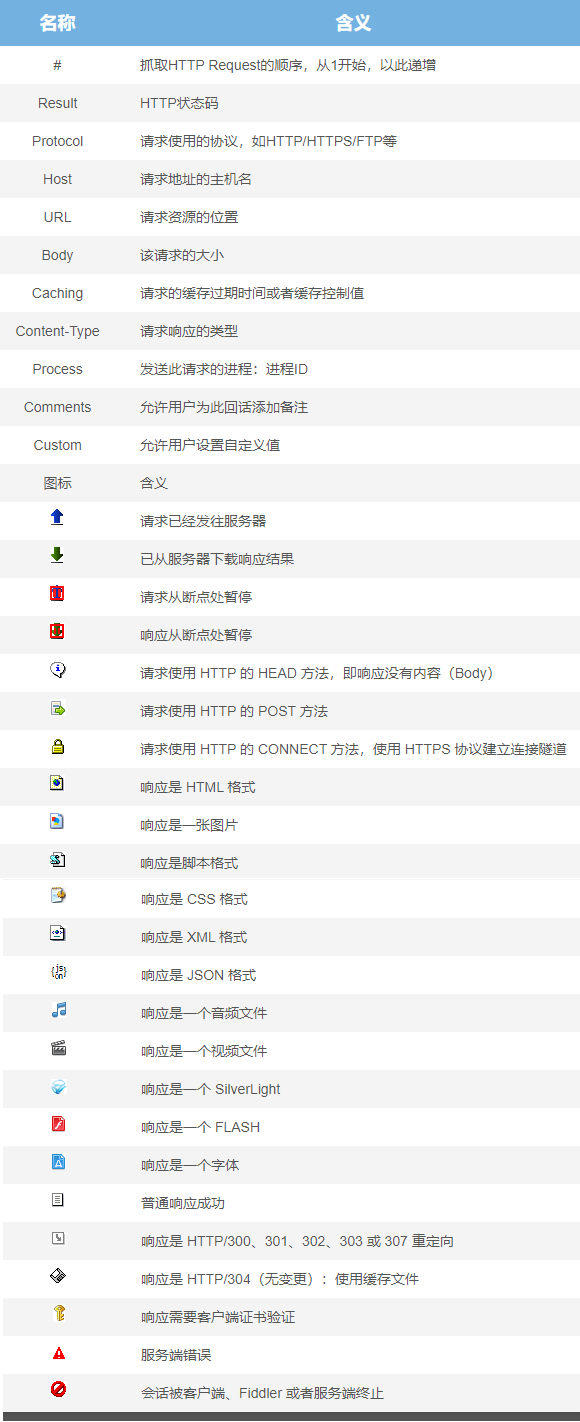 名称 含义
# 抓取HTTP Request的顺序，从1开始，以此递增
Result HTTP状态码
Protocol 请求使用的协议，如HTTP/HTTPS/FTP等
Host 请求地址的主机名
URL 请求资源的位置
Body 该请求的大小
Caching 请求的缓存过期时间或者缓存控制值
Content-Type 请求响应的类型
Process 发送此请求的进程：进程ID
Comments 允许用户为此回话添加备注
Custom 允许用户设置自定义值
图标 含义
请求已经发往服务器
已从服务器下载响应结果
请求从断点处暂停
响应从断点处暂停
请求使用 HTTP 的 HEAD 方法，即响应没有内容（Body）
请求使用 HTTP 的 POST 方法
请求使用 HTTP 的 CONNECT 方法，使用 HTTPS 协议建立连接隧道
响应是 HTML 格式
响应是一张图片
响应是脚本格式
响应是 CSS 格式
响应是 XML 格式
{js on} 响应是 JSON 格式
响应是一个音频文件
响应是一个视频文件
响应是一个 SilverLight
响应是一个 FLASH
A 响应是一个字体
普通响应成功
响应是 HTTP/300、301、302、303 或 307 重定向
响应是 HTTP/304（无变更）：使用缓存文件
响应需要客户端证书验证
服务端错误
会话被客户端、Fiddler 或者服务端终止